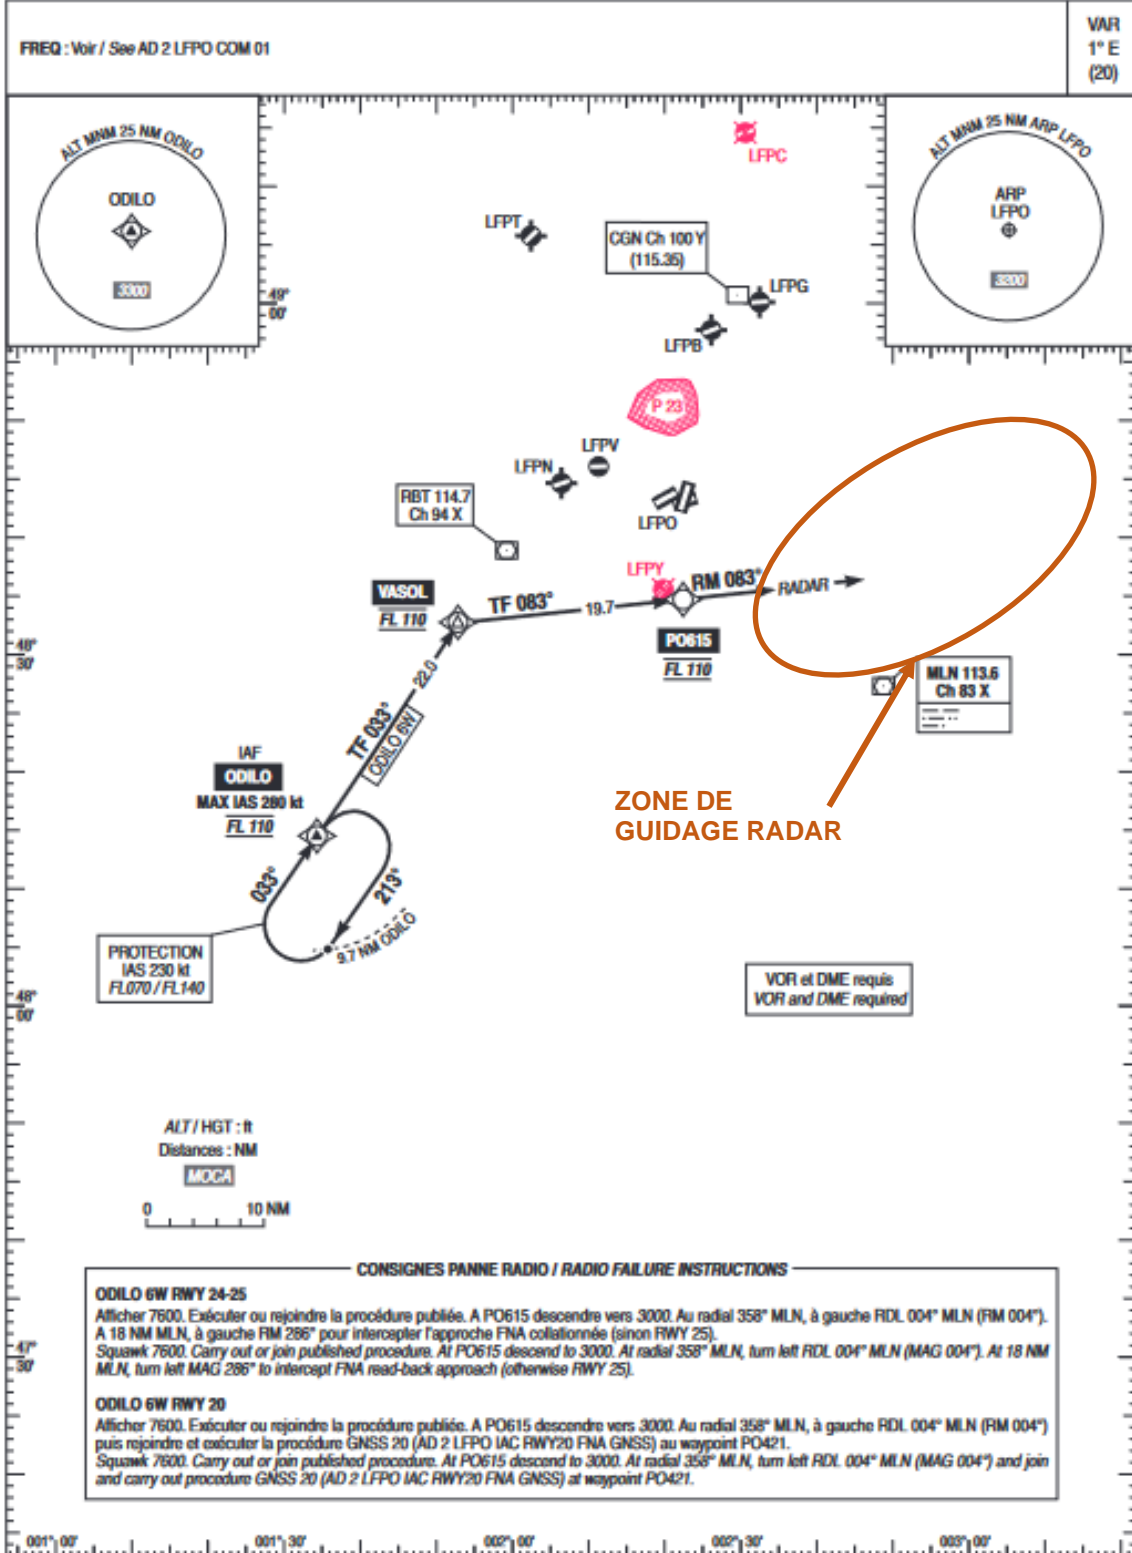 FREQ : Voir / See AD 2 LFPO COM 01
VAR
1° E
(20)
ALT MNM 25 NM ODILO
ODILO
3300
ALT MNM 25 NM ARP LFPO
ARP
LFPO
3200
LFPC
LFPT
CGN Ch 100 Y
(115.35)
LFPG
LFPB
49°
00'
P 23
LFPV
LFPN
RBT 114.7
Ch 94 X
LFPO
LFPY
RM 083°
RADAR
VASOL
FL 110
TF 083°
19.7
PO615
FL 110
48°
30'
MLN 113.6
Ch 83 X
22.0
TF 033°
ODILO 6W
IAF
ODILO
MAX IAS 280 kt
FL 110
ZONE DE
GUIDAGE RADAR
033°
213°
9.7 NM ODILO
PROTECTION
IAS 230 kt
FL070 / FL140
VOR et DME requis
VOR and DME required
48°
00'
ALT / HGT : ft
Distances : NM
MOCA
0 10 NM
CONSIGNES PANNE RADIO / RADIO FAILURE INSTRUCTIONS
ODILO 6W RWY 24-25
Afficher 7600. Exécuter ou rejoindre la procédure publiée. A PO615 descendre vers 3000. Au radial 358° MLN, à gauche RDL 004° MLN (RM 004°).
A 18 NM MLN, à gauche RM 286° pour intercepter l'approche FNA collationnée (sinon RWY 25).
Squawk 7600. Carry out or join published procedure. At PO615 descend to 3000. At radial 358° MLN, turn left RDL 004° MLN (MAG 004°). At 18 NM
MLN, turn left MAG 286° to intercept FNA read-back approach (otherwise RWY 25).
47°
30'
ODILO 6W RWY 20
Afficher 7600. Exécuter ou rejoindre la procédure publiée. A PO615 descendre vers 3000. Au radial 358° MLN, à gauche RDL 004° MLN (RM 004°)
puis rejoindre et exécuter la procédure GNSS 20 (AD 2 LFPO IAC RWY20 FNA GNSS) au waypoint PO421.
Squawk 7600. Carry out or join published procedure. At PO615 descend to 3000. At radial 358° MLN, turn left RDL 004° MLN (MAG 004°) and join
and carry out procedure GNSS 20 (AD 2 LFPO IAC RWY20 FNA GNSS) at waypoint PO421.
001° 00' 001° 30' 002° 00' 002° 30' 003° 00'